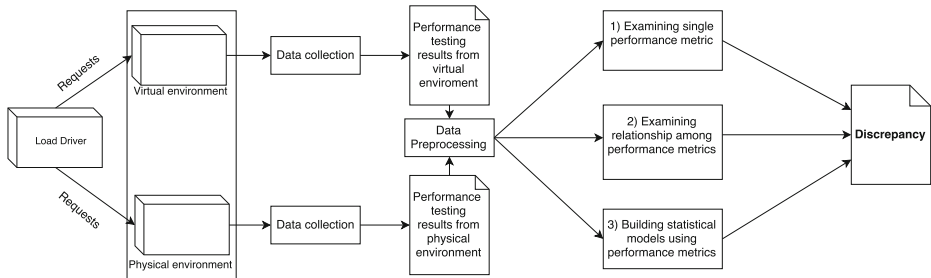 Load Driver
Requests
Requests
Virtual environment
Physical environment
Data collection
Data collection
Performance
testing
results from
virtual
enviroment
Data
Preprocessing
Performance
testing
results from
physical
environment
1) Examining single
performance metric
2) Examining
relationship among
performance metrics
3) Building statistical
models using
performance metrics
Discrepancy